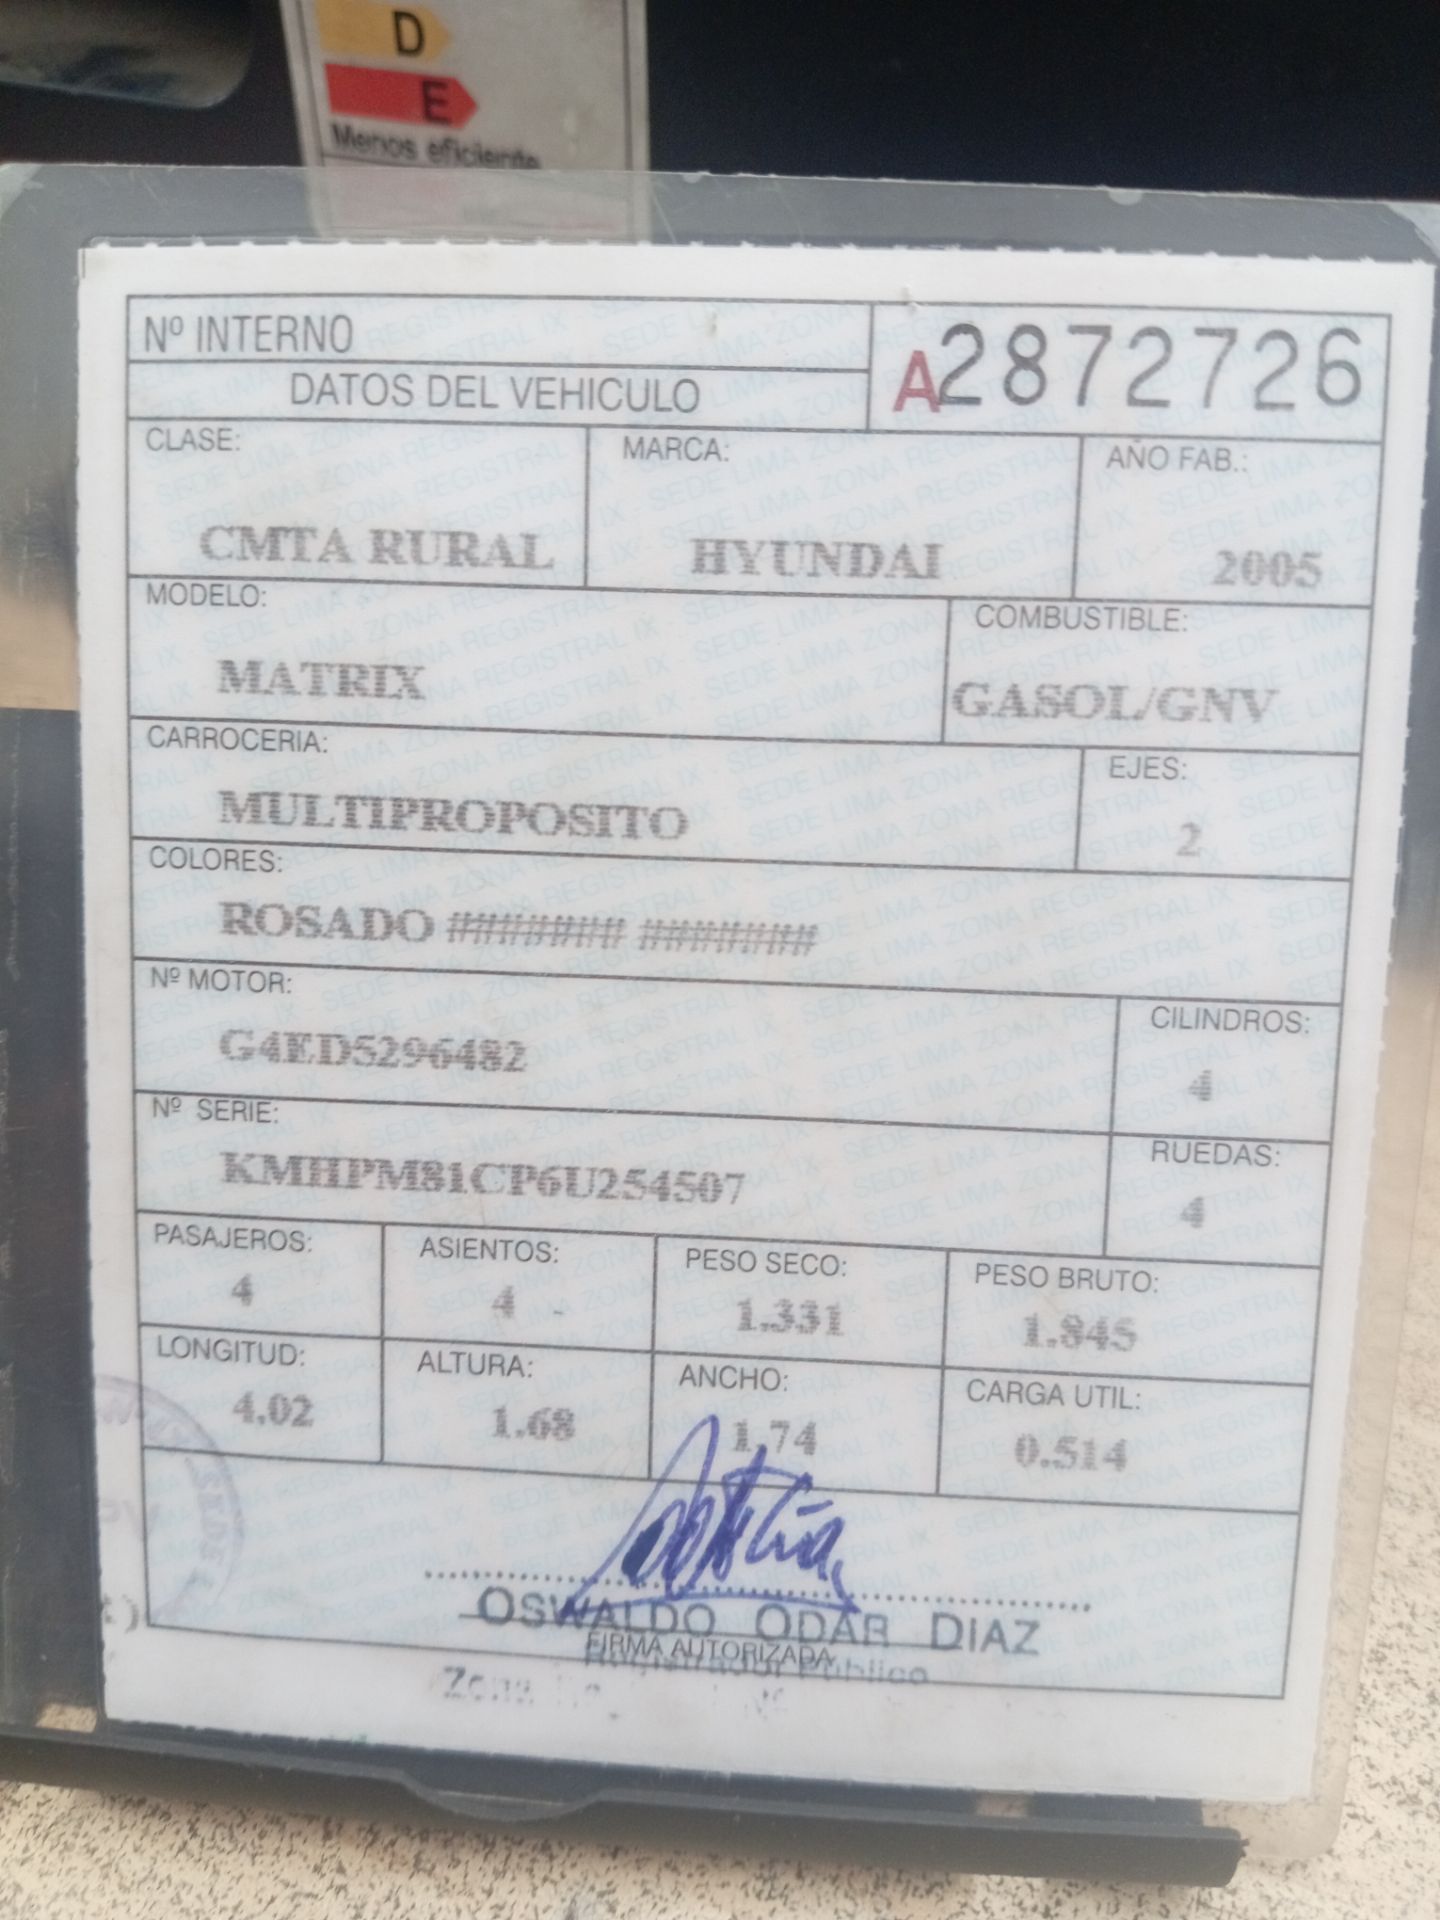 D
E
Menos eficiente
Nº INTERNO
A2872726
DATOS DEL VEHICULO
CLASE:
CMTA RURAL
MARCA:
HYUNDAI
AÑO FAB.:
2005
MODELO:
MATRIX
COMBUSTIBLE:
GASOL/GNV
CARROCERIA:
MULTIPROPOSITO
EJES:
2
COLORES:
ROSADO ####### #######
Nº MOTOR:
G4ED5296482
CILINDROS:
4
Nº SERIE:
KMHPM81CP6U254507
RUEDAS:
4
PASAJEROS:
4
ASIENTOS:
4
PESO SECO:
1.331
PESO BRUTO:
1.845
LONGITUD:
4.02
ALTURA:
1.68
ANCHO:
1.74
CARGA UTIL:
0.514
OSWALDO ODAR DIAZ
FIRMA AUTORIZADA
Registrador Público
Zona